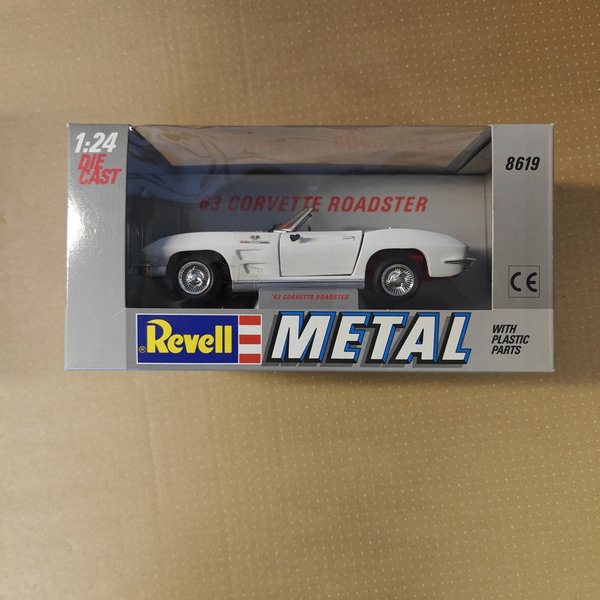 1:24
DIE
CAST
8619
'63 CORVETTE ROADSTER
'63 CORVETTE ROADSTER
CE
® Revell
METAL
WITH
PLASTIC
PARTS